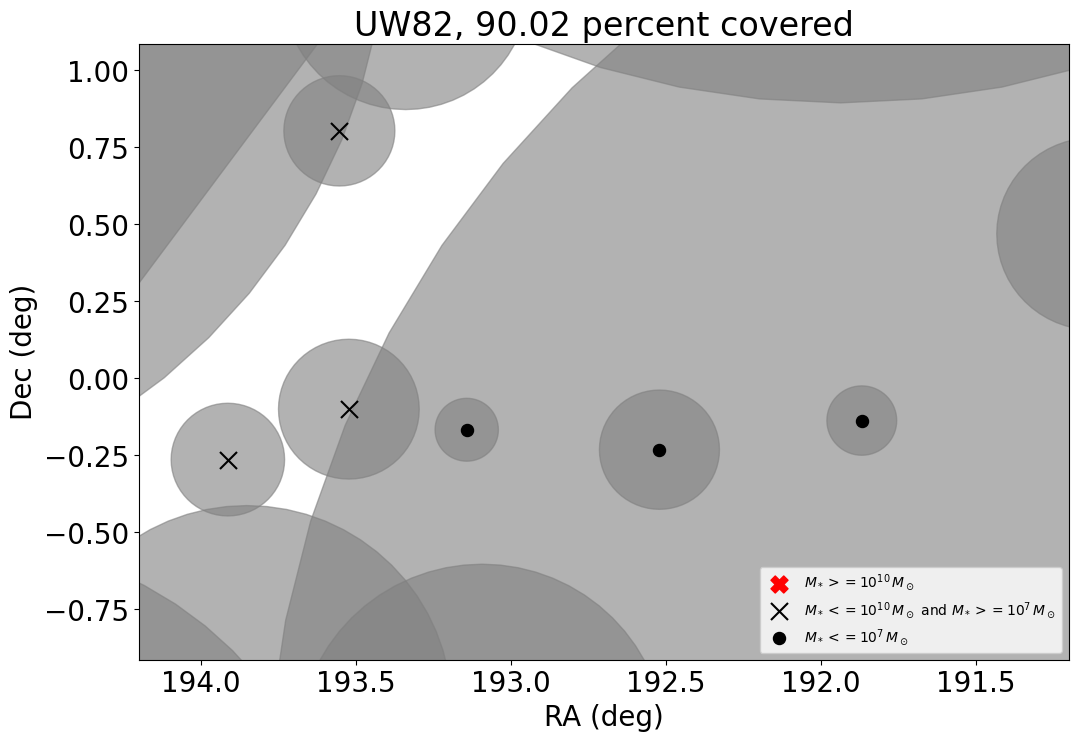 UW82, 90.02 percent covered
1.00
0.75
0.50
0.25
0.00
−0.25
−0.50
−0.75
Dec (deg)
M* >= 10^10 M⊙
M* <= 10^10 M⊙ and M* >= 10^7 M⊙
M* <= 10^7 M⊙
194.0 193.5 193.0 192.5 192.0 191.5
RA (deg)